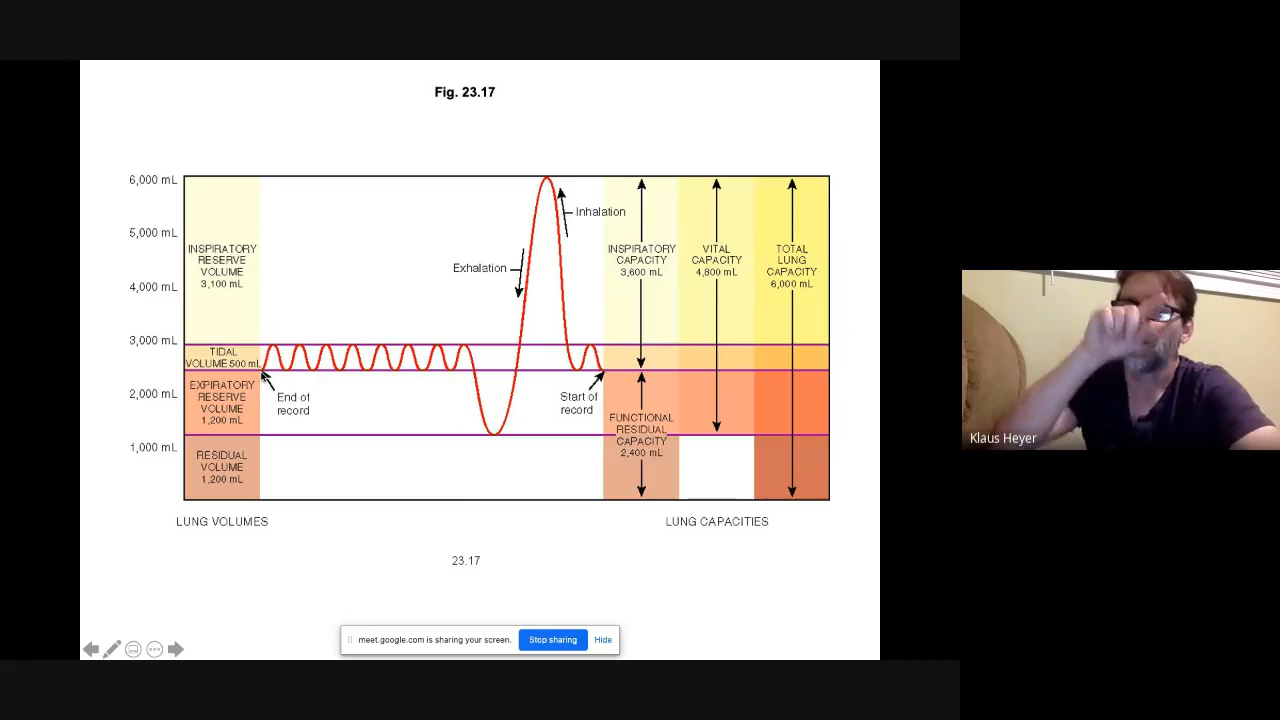 Fig. 23.17
6,000 mL
5,000 mL
4,000 mL
3,000 mL
2,000 mL
1,000 mL
INSPIRATORY
RESERVE
VOLUME
3,100 mL
TIDAL
VOLUME 500 mL
EXPIRATORY
RESERVE
VOLUME
1,200 mL
RESIDUAL
VOLUME
1,200 mL
LUNG VOLUMES
End of
record
Exhalation
Inhalation
Start of
record
INSPIRATORY
CAPACITY
3,600 mL
FUNCTIONAL
RESIDUAL
CAPACITY
2,400 mL
VITAL
CAPACITY
4,800 mL
TOTAL
LUNG
CAPACITY
6,000 mL
LUNG CAPACITIES
23.17
meet.google.com is sharing your screen.
Stop sharing
Hide
Klaus Heyer